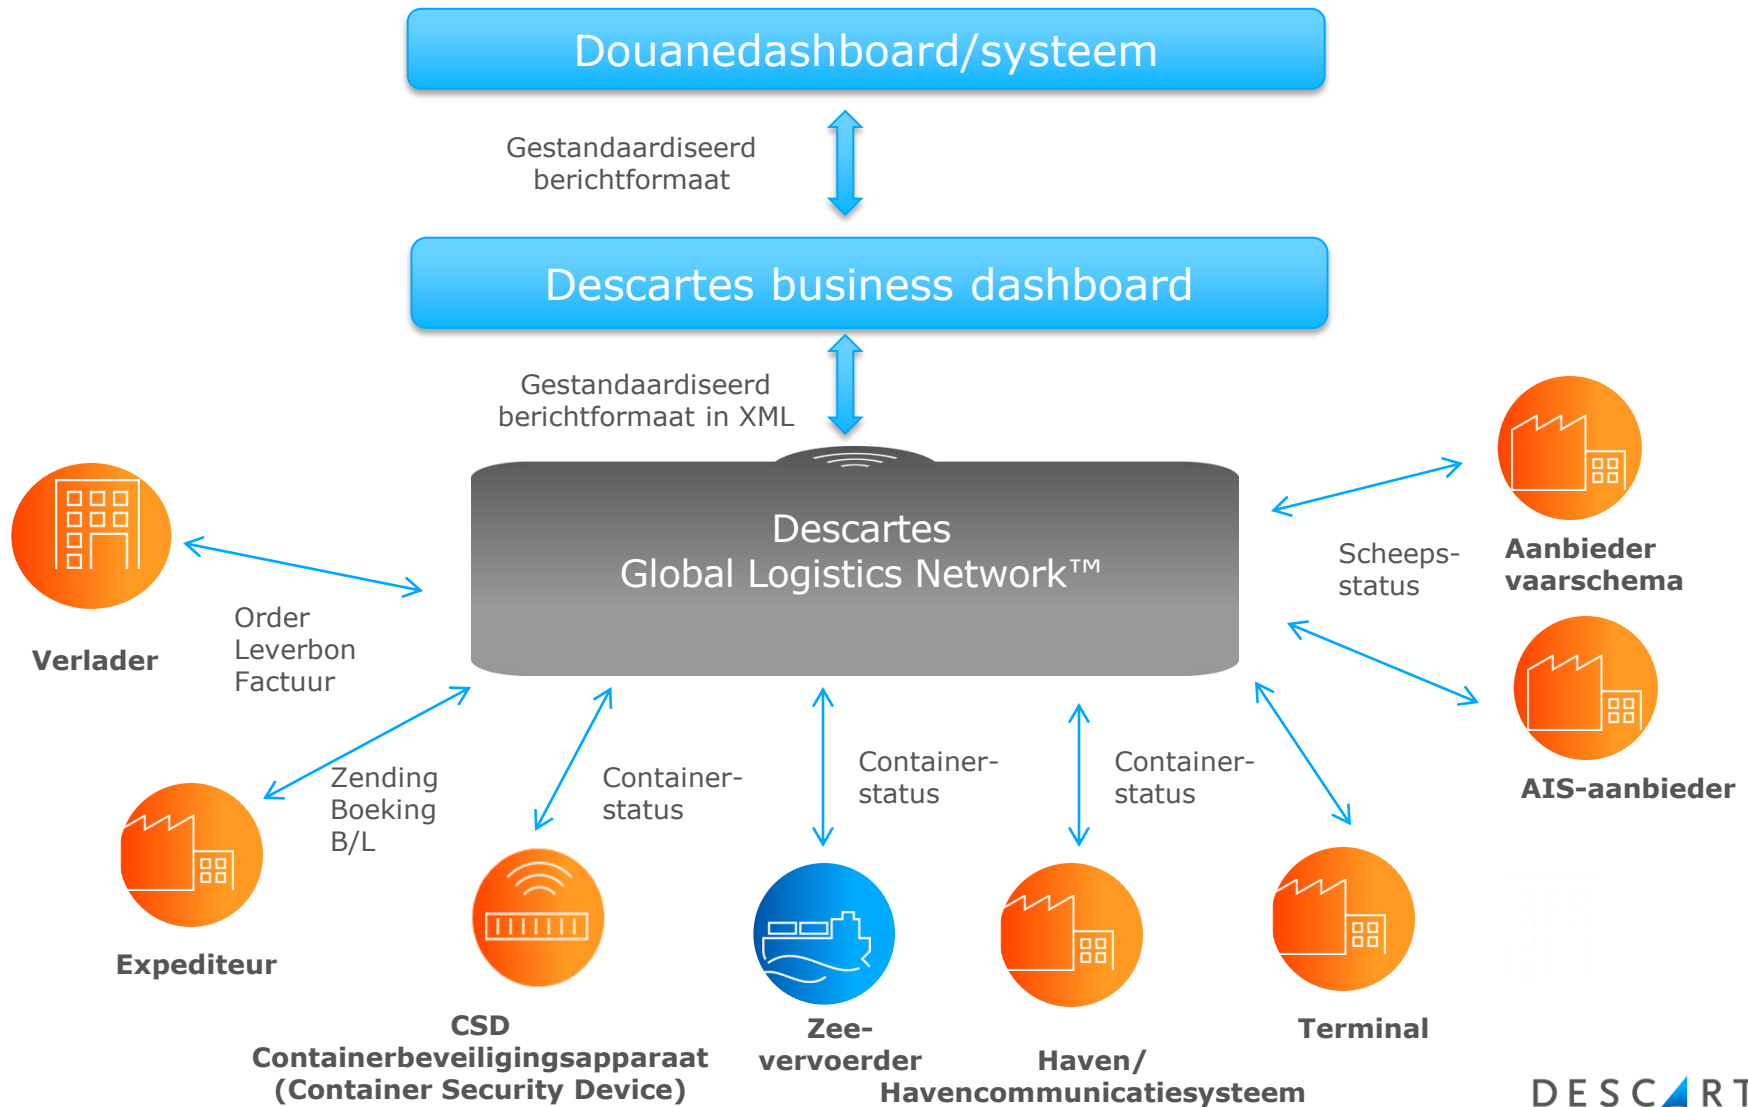 Douanedashboard/systeem
Gestandaardiseerd
berichtformaat
Descartes business dashboard
Gestandaardiseerd
berichtformaat in XML
Descartes
Global Logistics Network™
Scheeps-
status
Aanbieder
vaarschema
Verlader
Order
Leverbon
Factuur
AIS-aanbieder
Zending
Boeking
B/L
Container-
status
Container-
status
Container-
status
Expediteur
CSD
Containerbeveiligingsapparaat
(Container Security Device)
Zee-
vervoerder
Haven/
Havencommunicatiesysteem
Terminal
DESCART